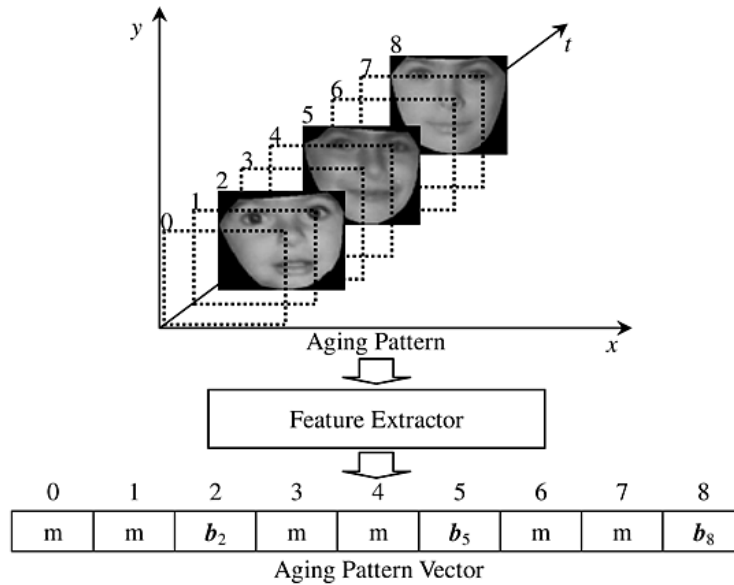 y
t
8
7
6
5
4
3
2
1
0
x
Aging Pattern
Feature Extractor
0 1 2 3 4 5 6 7 8
m m b2 m m b5 m m b8
Aging Pattern Vector